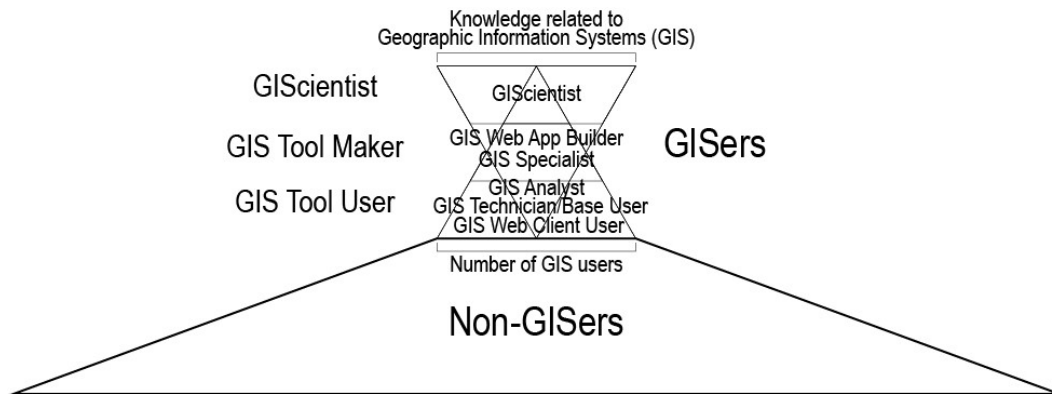 Knowledge related to
Geographic Information Systems (GIS)
GIScientist
GIScientist
GIS Tool Maker
GIS Web App Builder
GIS Specialist
GISers
GIS Tool User
GIS Analyst
GIS Technician/Base User
GIS Web Client User
Number of GIS users
Non-GISers